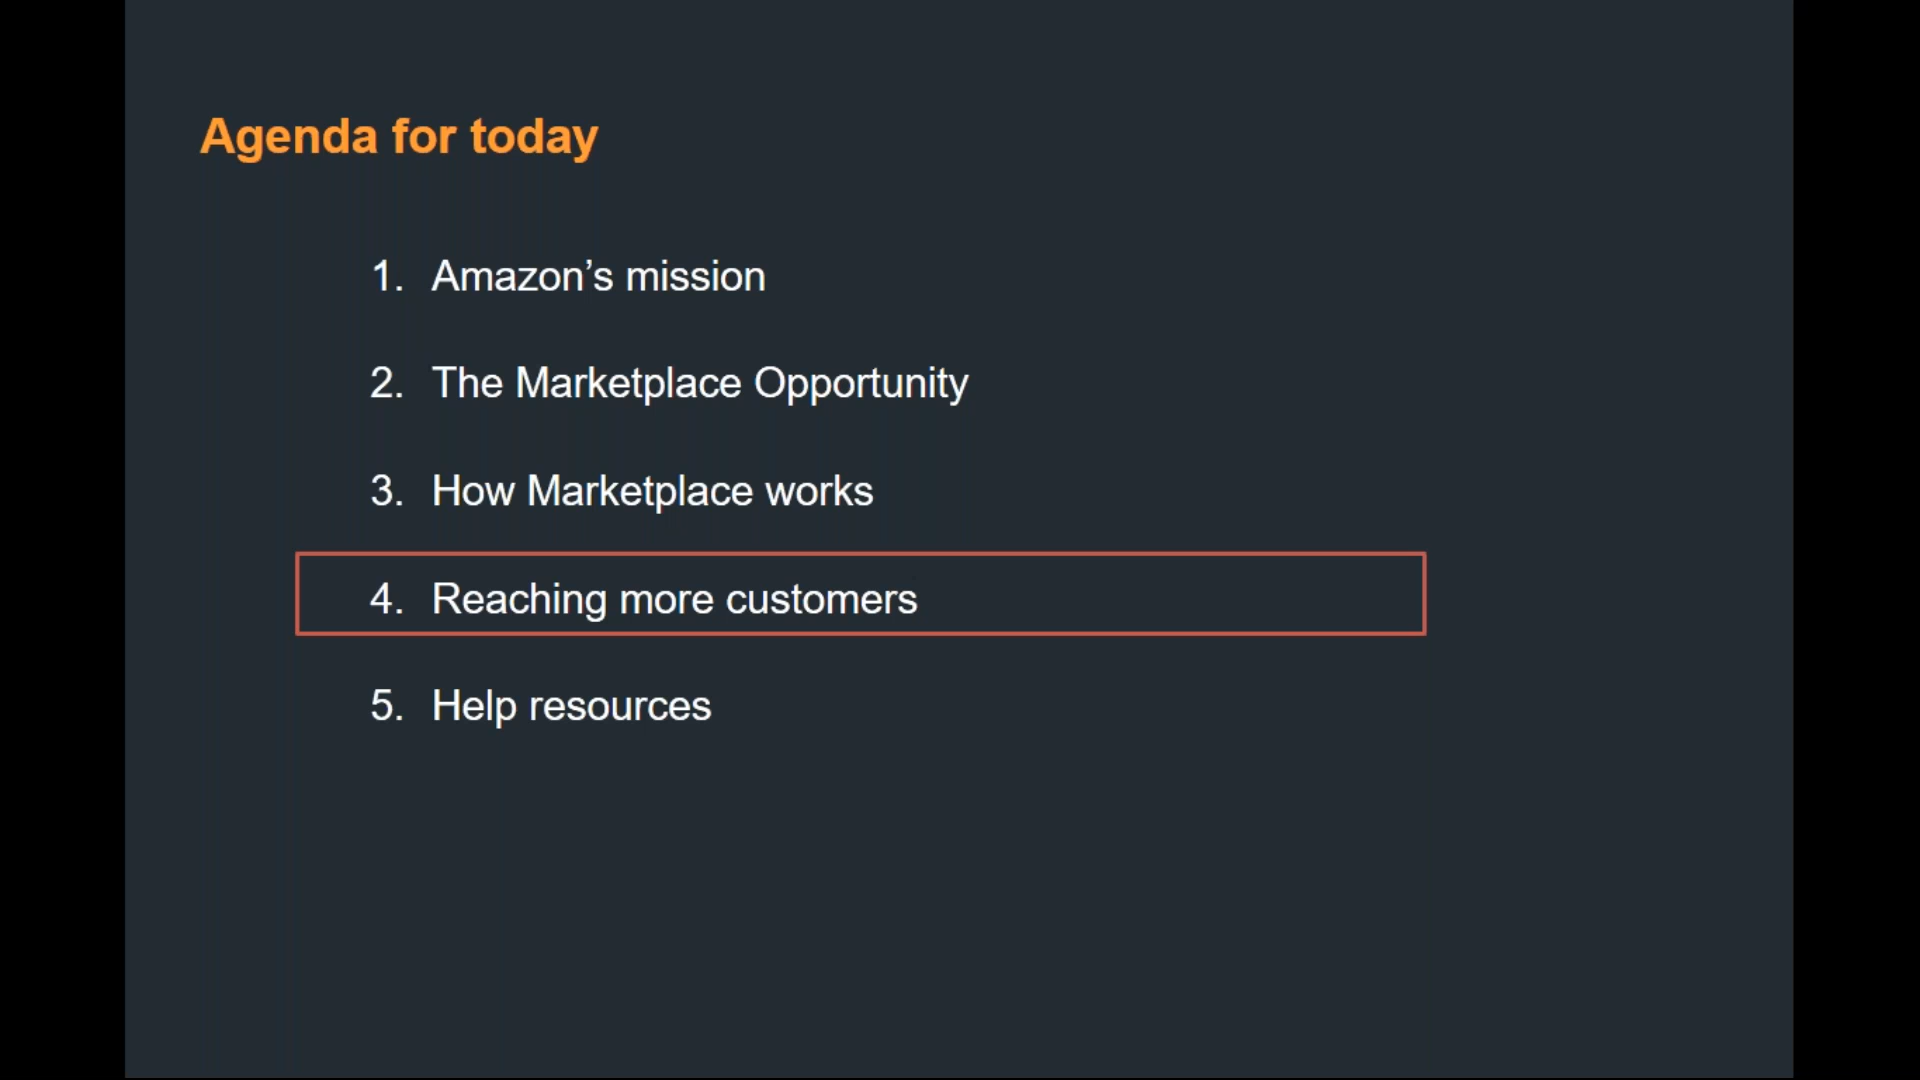 Agenda for today
1. Amazon’s mission
2. The Marketplace Opportunity
3. How Marketplace works
4. Reaching more customers
5. Help resources